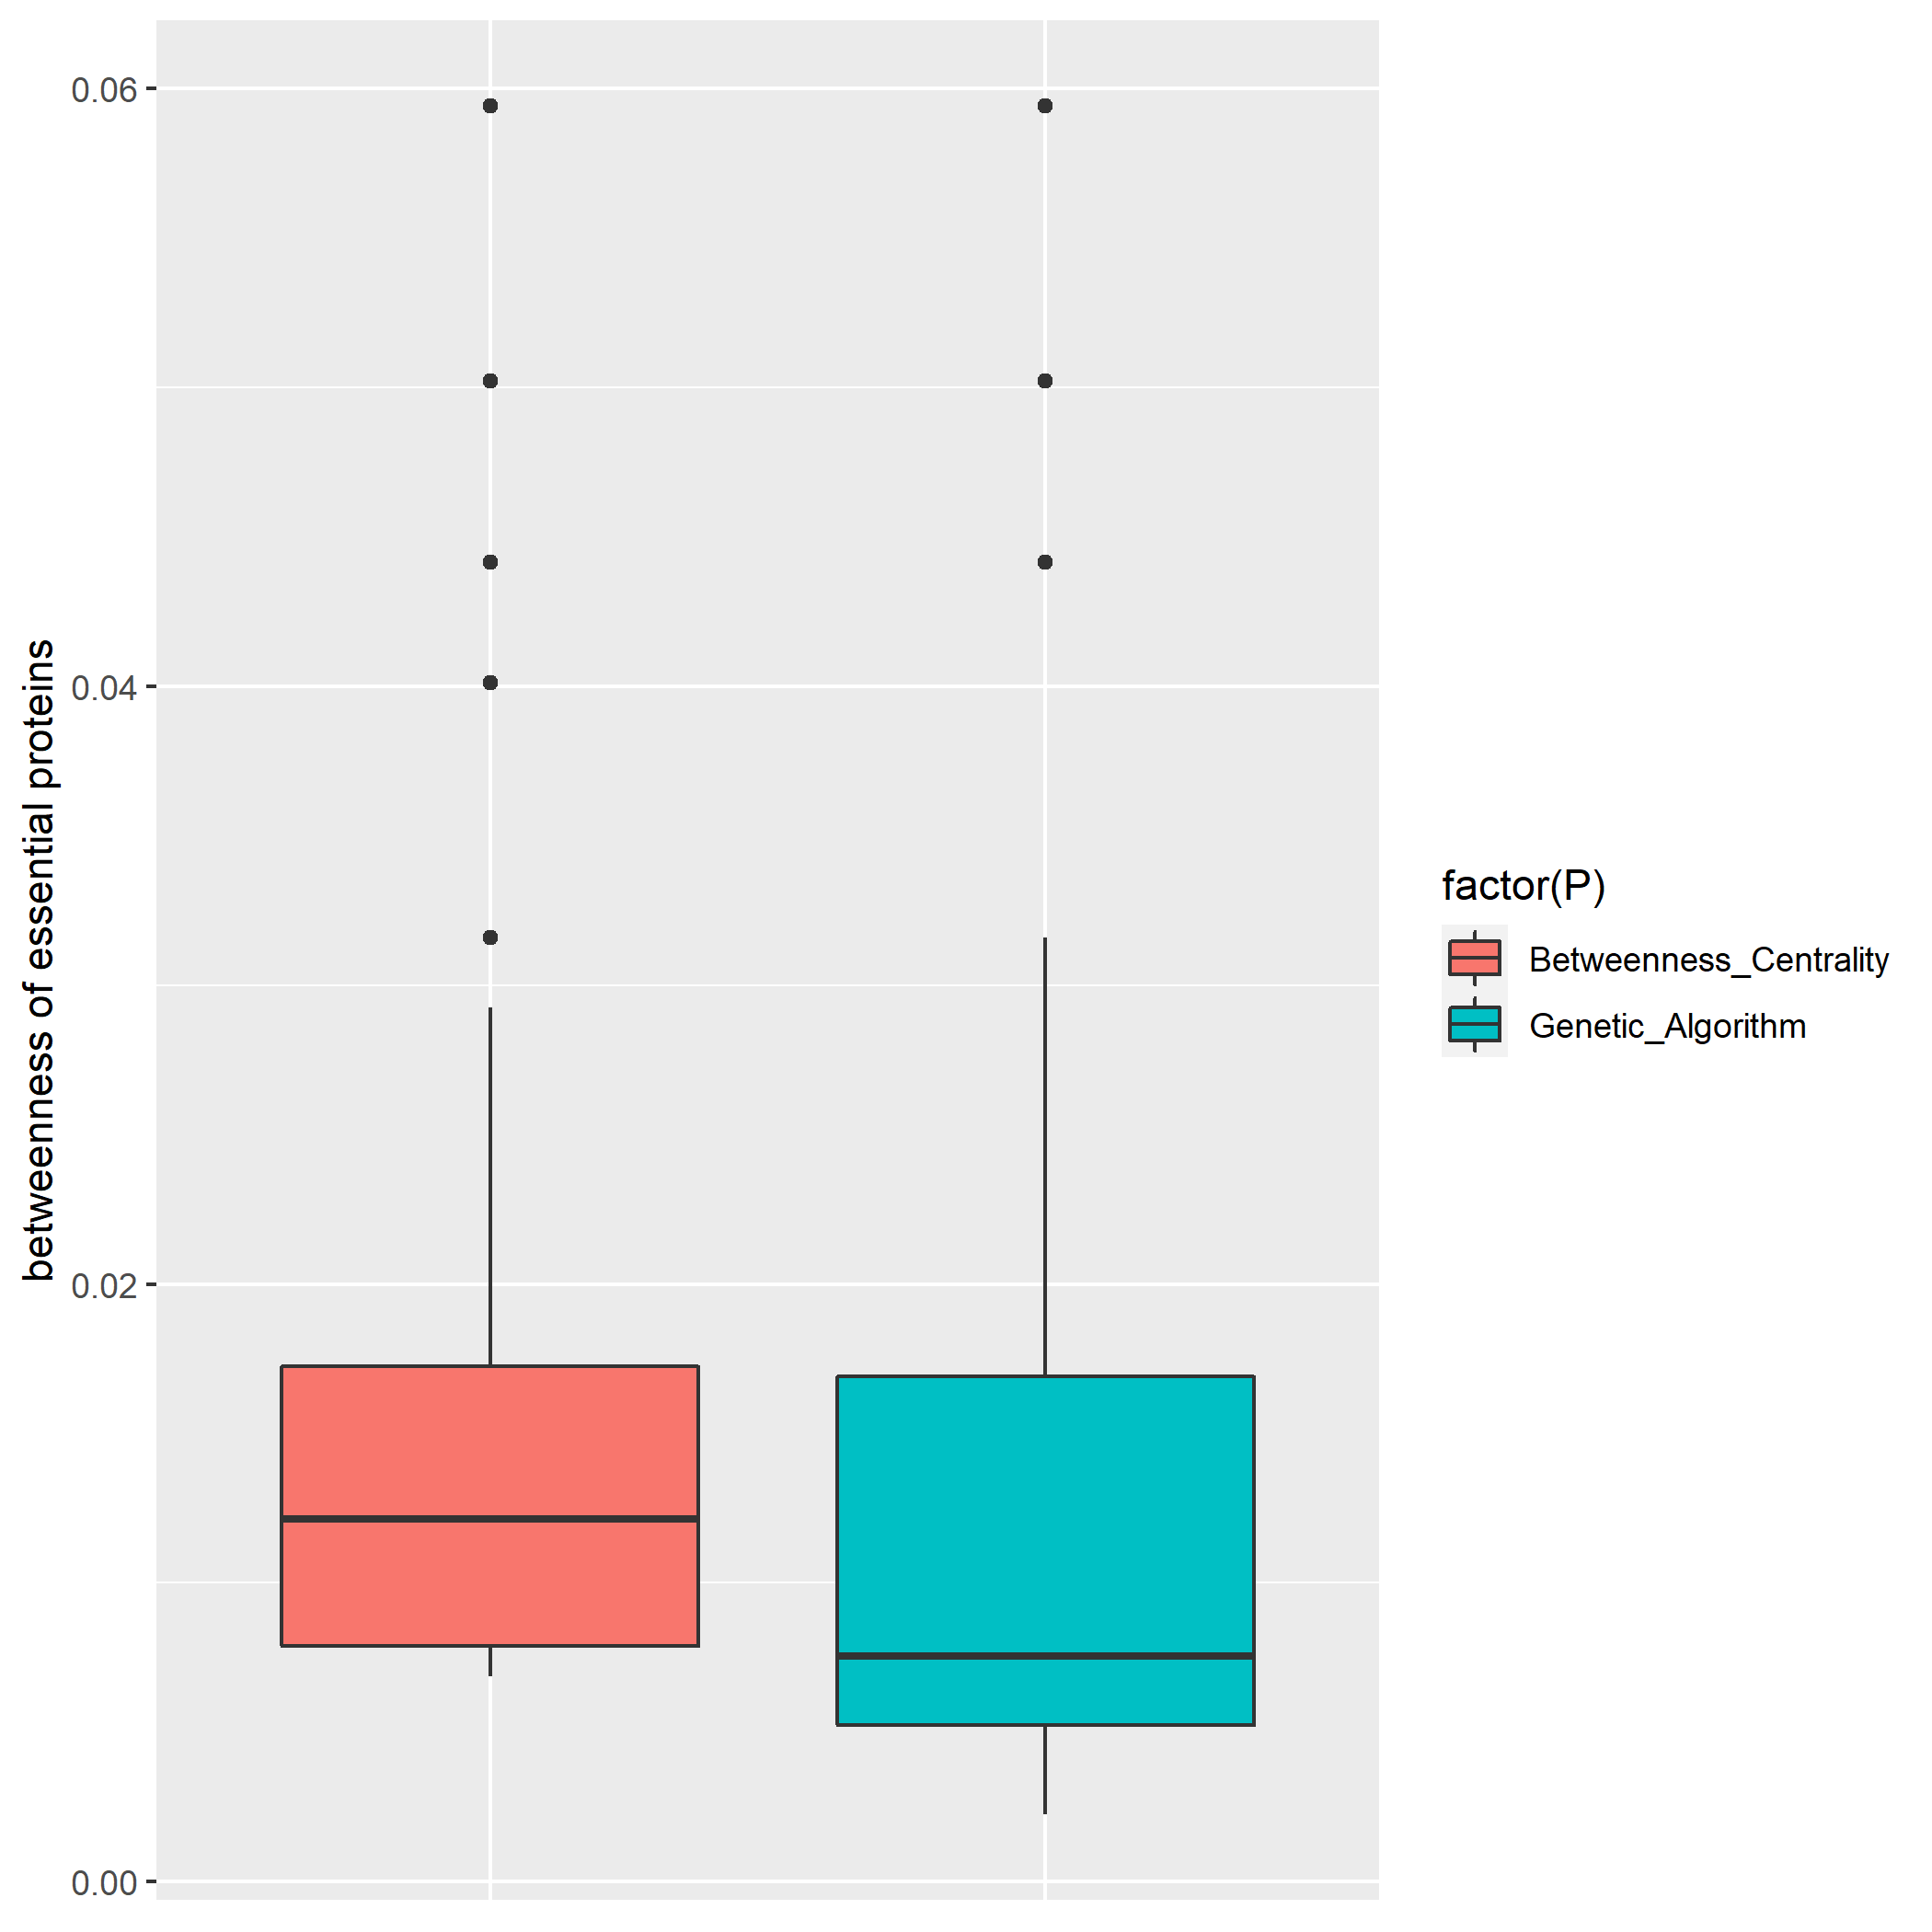 betweenness of essential proteins
0.06
0.04
0.02
0.00
factor(P)
Betweenness_Centrality
Genetic_Algorithm